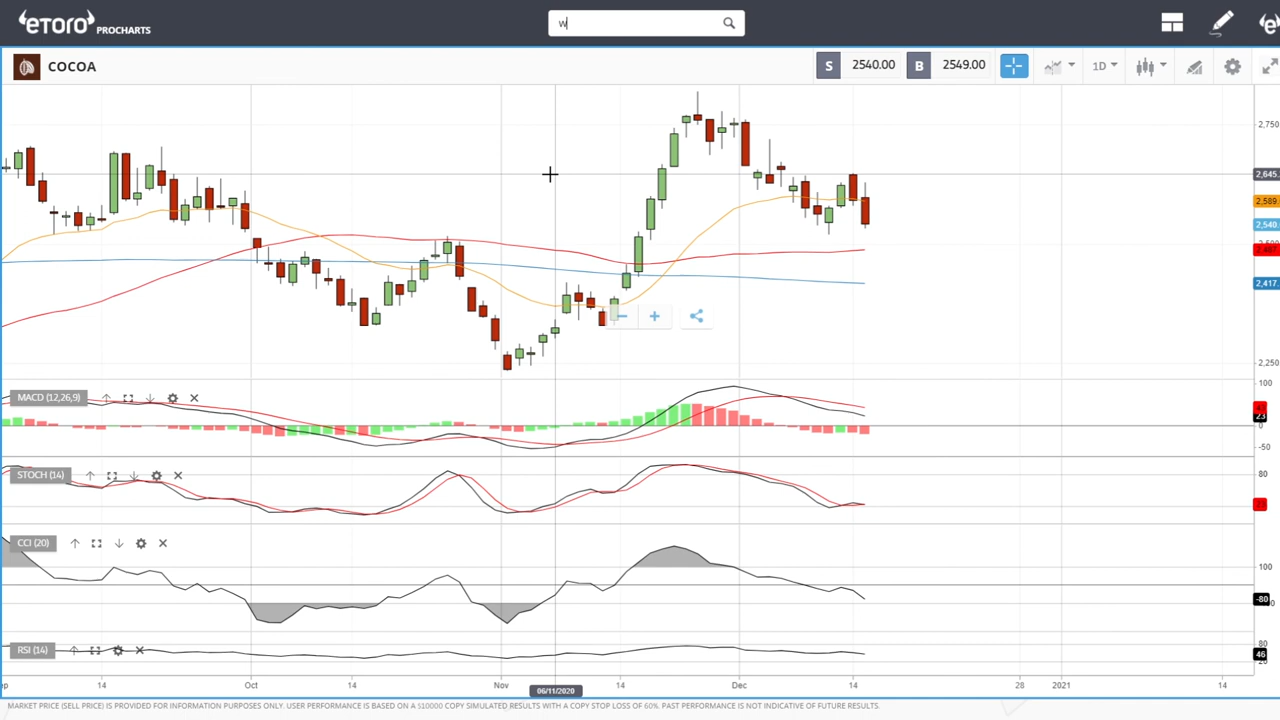 eTORO PROCHARTS
w
COCOA
S 2540.00 B 2549.00
1D
2,750
2,645.
2,589.
2,540.
2,417.
2,250
MACD (12,26,9)
100
23
0
-50
STOCH (14)
80
CCI (20)
100
-80
RSI (14)
80
46
20
14 Oct 14 Nov 06/11/2020 14 Dec 14 28 2021 14
MARKET PRICE (SELL PRICE) IS PROVIDED FOR INFORMATION PURPOSES ONLY. USER PERFORMANCE IS BASED ON A $10000 COPY SIMULATED RESULTS WITH A COPY STOP LOSS OF 60%. PAST PERFORMANCE IS NOT INDICATIVE OF FUTURE RESULTS.